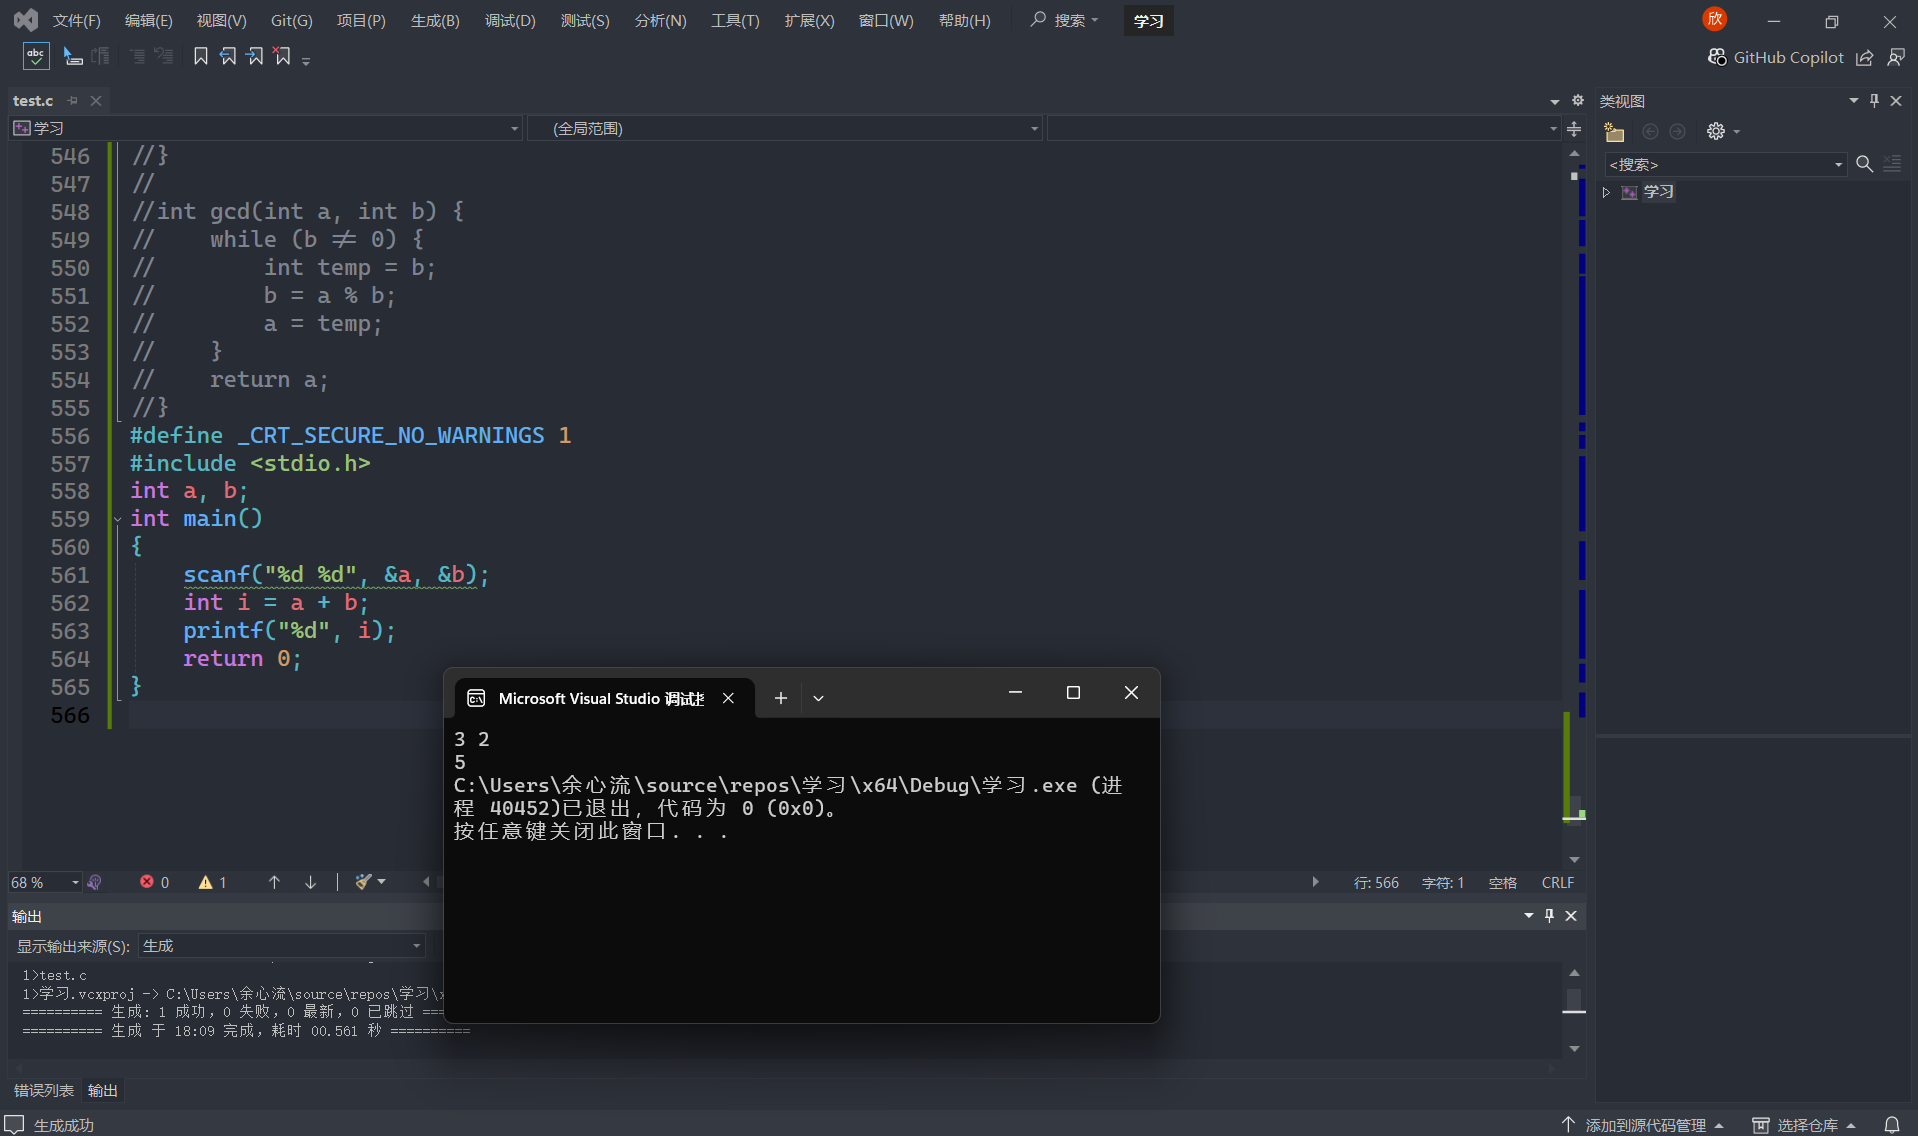 文件(F) 编辑(E) 视图(V) Git(G) 项目(P) 生成(B) 调试(D) 测试(S) 分析(N) 工具(T) 扩展(X) 窗口(W) 帮助(H) 搜索 学习 欣
abc GitHub Copilot
test.c 类视图
学习 (全局范围)
<搜索>
学习
546 //}
547 //
548 //int gcd(int a, int b) {
549 //    while (b ≠ 0) {
550 //        int temp = b;
551 //        b = a % b;
552 //        a = temp;
553 //    }
554 //    return a;
555 //}
556 #define _CRT_SECURE_NO_WARNINGS 1
557 #include <stdio.h>
558 int a, b;
559 int main()
560 {
561     scanf("%d %d", &a, &b);
562     int i = a + b;
563     printf("%d", i);
564     return 0;
565 }
566
Microsoft Visual Studio 调试
3 2
5
C:\Users\余心流\source\repos\学习\x64\Debug\学习.exe (进
程 40452)已退出，代码为 0 (0x0)。
按任意键关闭此窗口. . .
68 % 0 1 行: 566 字符: 1 空格 CRLF
输出
显示输出来源(S): 生成
1>test.c
1>学习.vcxproj -> C:\Users\余心流\source\repos\学习\
========== 生成: 1 成功，0 失败，0 最新，0 已跳过 ===
========== 生成 于 18:09 完成，耗时 00.561 秒 ==========
错误列表 输出
生成成功 添加到源代码管理 选择仓库